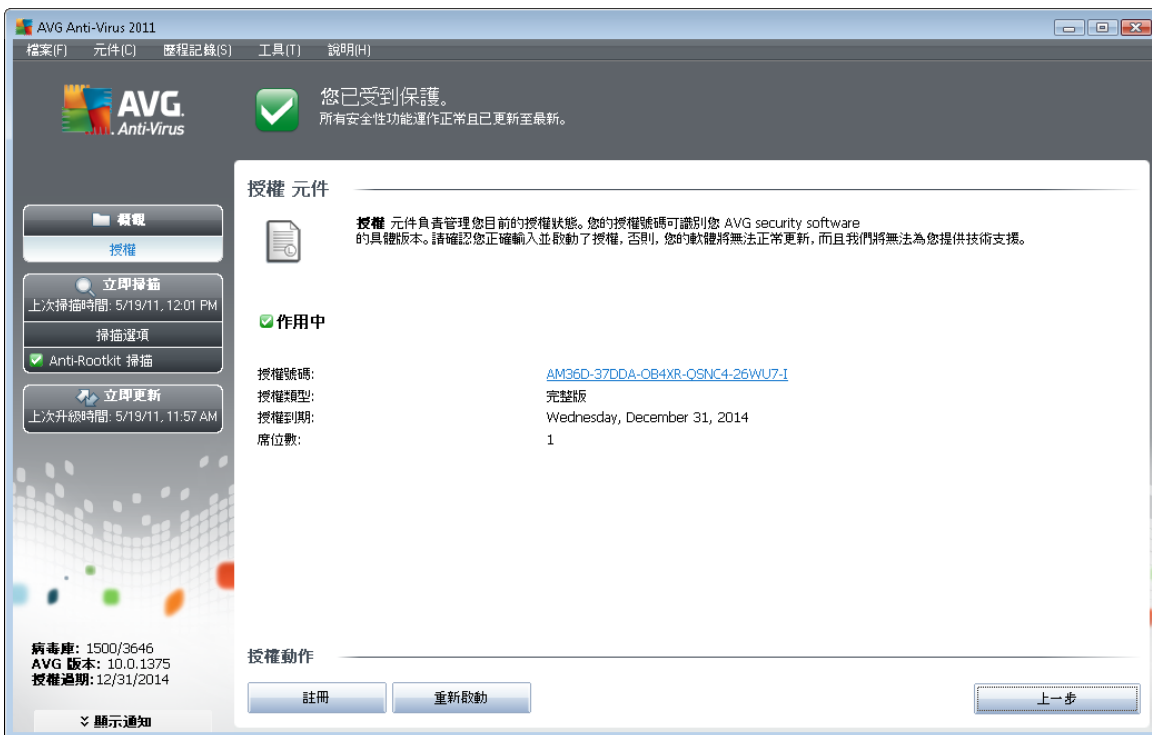 AVG Anti-Virus 2011
檔案(F) 元件(C) 歷程記錄(S) 工具(T) 說明(H)
AVG.
Anti-Virus
您已受到保護。
所有安全性功能運作正常且已更新至最新。
概觀
授權
立即掃描
上次掃描時間: 5/19/11, 12:01 PM
掃描選項
Anti-Rootkit 掃描
立即更新
上次升級時間: 5/19/11, 11:57 AM
病毒庫: 1500/3646
AVG 版本: 10.0.1375
授權過期: 12/31/2014
顯示通知
授權 元件
授權 元件負責管理您目前的授權狀態。您的授權號碼可識別您 AVG security software
的具體版本。請確認您正確輸入並啟動了授權, 否則, 您的軟體將無法正常更新, 而且我們將無法為您提供技術支援。
作用中
授權號碼: AM36D-37DDA-OB4XR-QSNC4-26WU7-I
授權類型: 完整版
授權到期: Wednesday, December 31, 2014
席位數: 1
授權動作
註冊 重新啟動 上一步